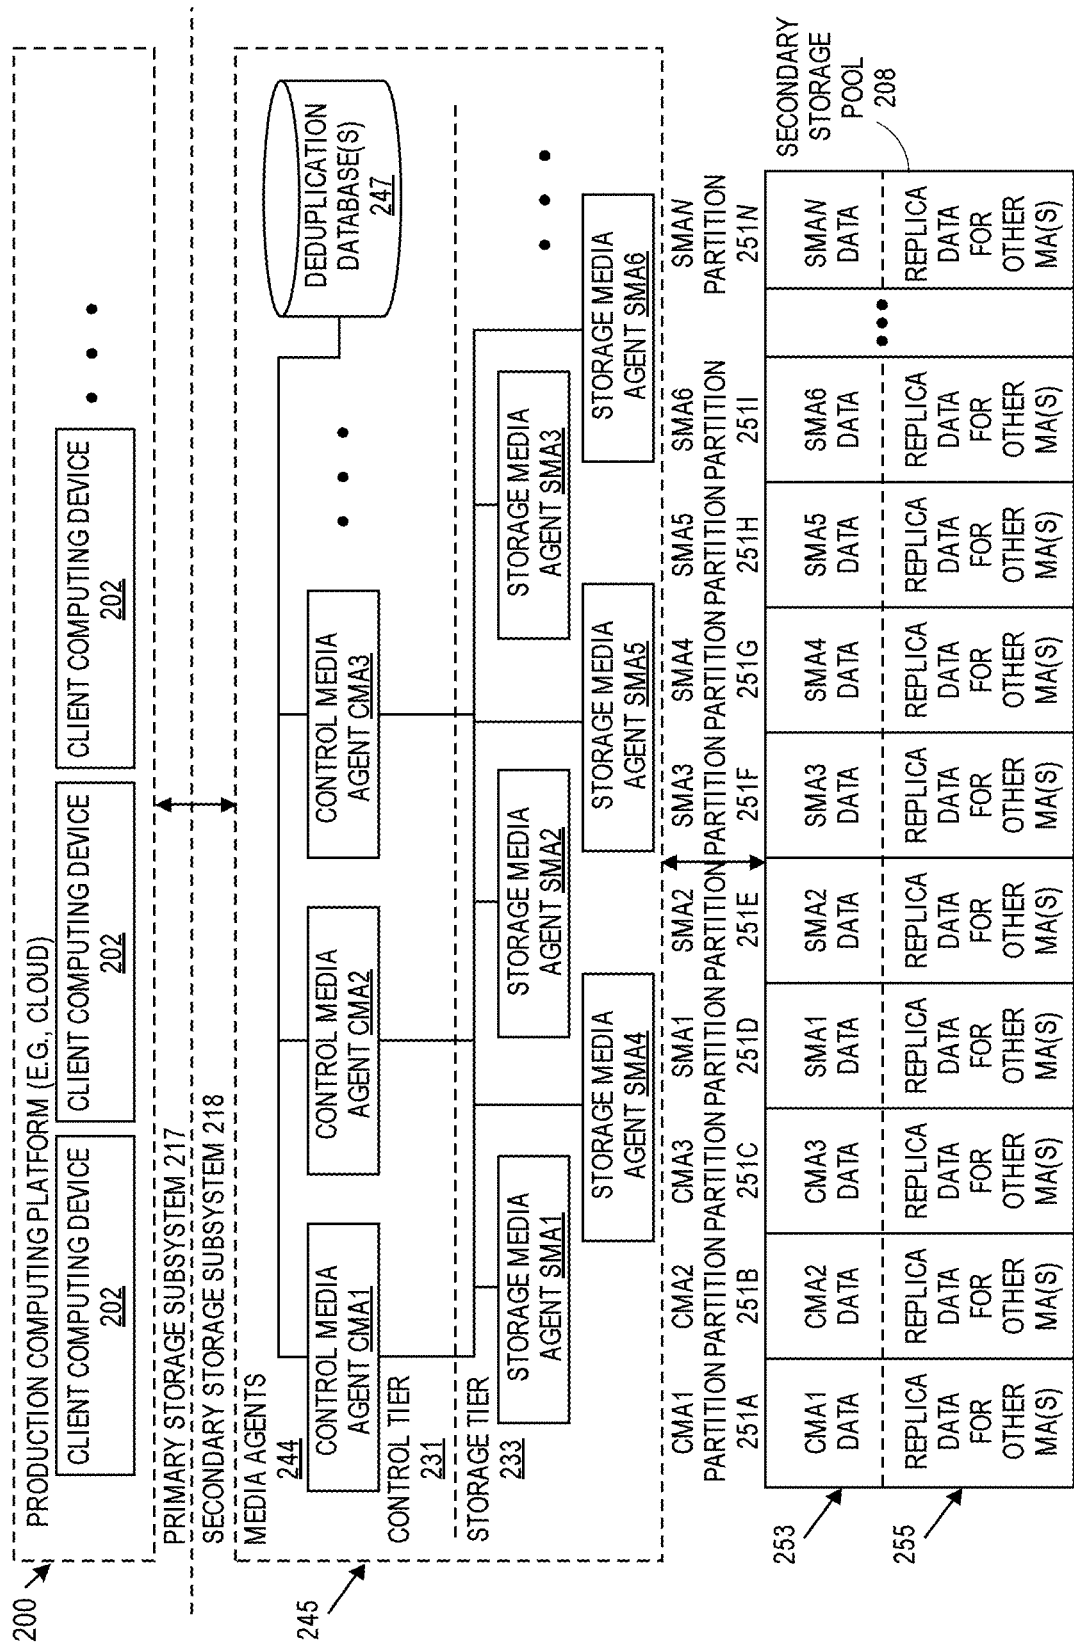 200
PRODUCTION COMPUTING PLATFORM (E.G., CLOUD)
CLIENT COMPUTING DEVICE
202
CLIENT COMPUTING DEVICE
202
CLIENT COMPUTING DEVICE
202
PRIMARY STORAGE SUBSYSTEM 217
SECONDARY STORAGE SUBSYSTEM 218
245
MEDIA AGENTS
244
CONTROL MEDIA
AGENT CMA1
CONTROL MEDIA
AGENT CMA2
CONTROL MEDIA
AGENT CMA3
DEDUPLICATION
DATABASE(S)
247
CONTROL TIER
231
STORAGE TIER
233
STORAGE MEDIA
AGENT SMA1
STORAGE MEDIA
AGENT SMA2
STORAGE MEDIA
AGENT SMA3
STORAGE MEDIA
AGENT SMA4
STORAGE MEDIA
AGENT SMA5
STORAGE MEDIA
AGENT SMA6
CMA1
PARTITION
251A
CMA2
PARTITION
251B
CMA3
PARTITION
251C
SMA1
PARTITION
251D
SMA2
PARTITION
251E
SMA3
PARTITION
251F
SMA4
PARTITION
251G
SMA5
PARTITION
251H
SMA6
PARTITION
251I
SMAN
PARTITION
251N
SECONDARY
STORAGE
POOL
208
253
CMA1
DATA
CMA2
DATA
CMA3
DATA
SMA1
DATA
SMA2
DATA
SMA3
DATA
SMA4
DATA
SMA5
DATA
SMA6
DATA
SMAN
DATA
255
REPLICA
DATA
FOR
OTHER
MA(S)
REPLICA
DATA
FOR
OTHER
MA(S)
REPLICA
DATA
FOR
OTHER
MA(S)
REPLICA
DATA
FOR
OTHER
MA(S)
REPLICA
DATA
FOR
OTHER
MA(S)
REPLICA
DATA
FOR
OTHER
MA(S)
REPLICA
DATA
FOR
OTHER
MA(S)
REPLICA
DATA
FOR
OTHER
MA(S)
REPLICA
DATA
FOR
OTHER
MA(S)
REPLICA
DATA
FOR
OTHER
MA(S)